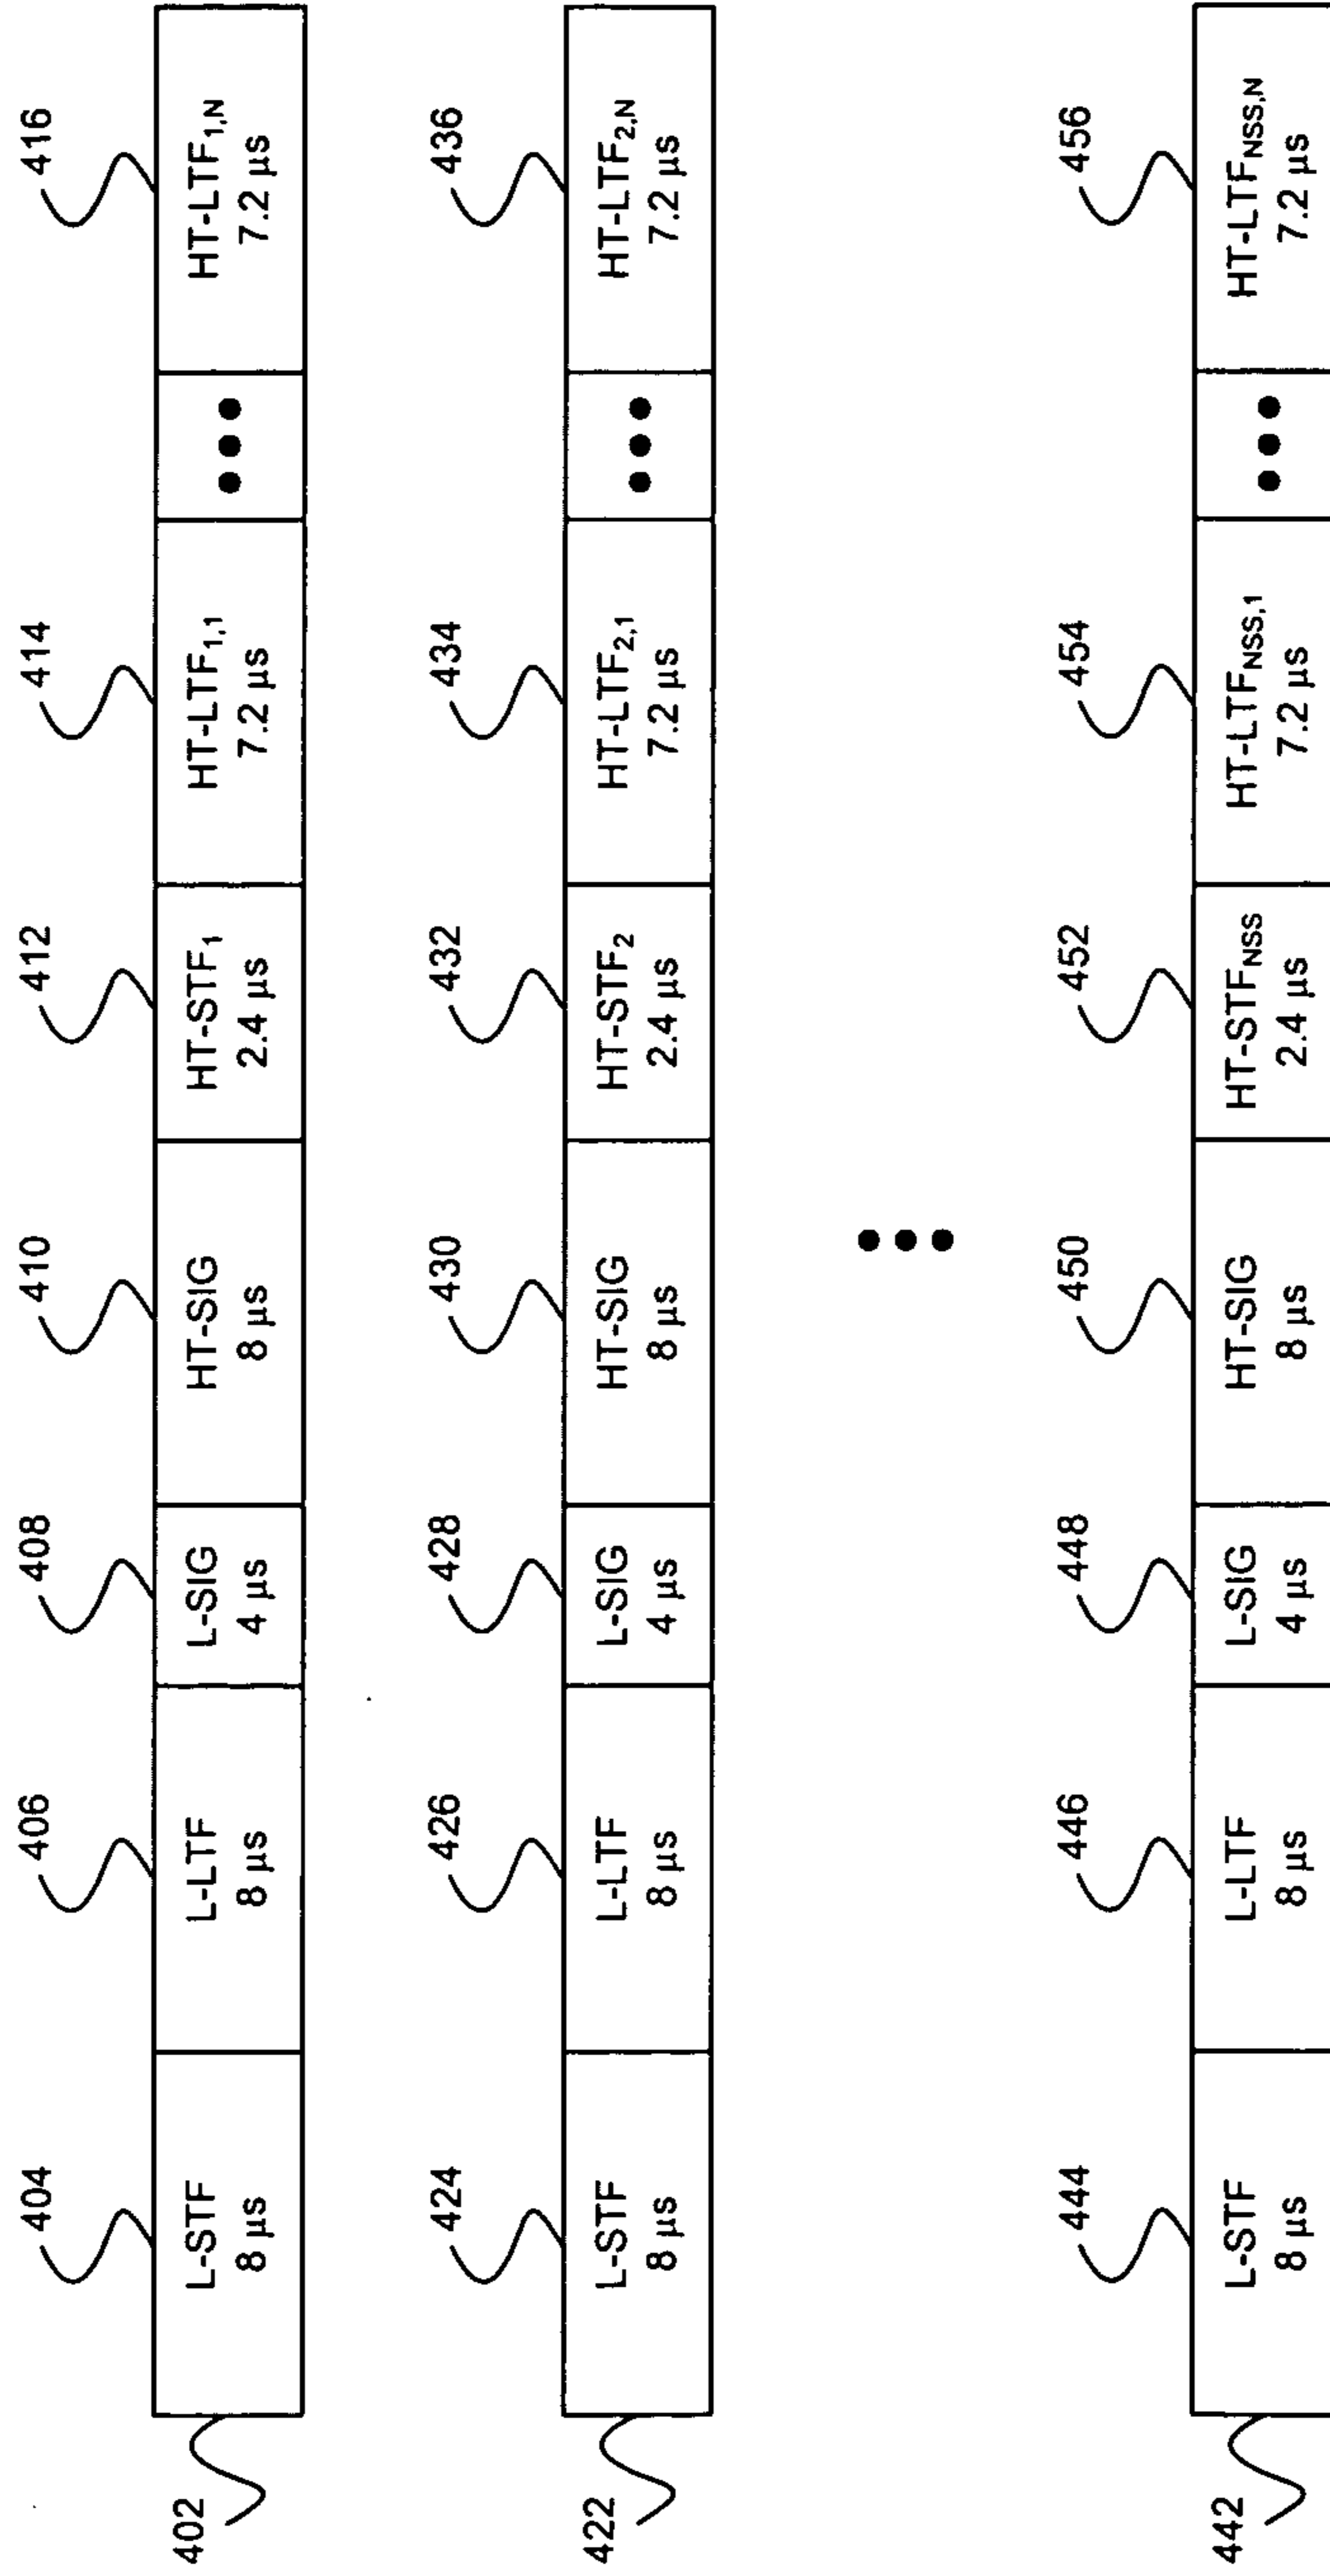 404 406 408 410 412 414 416
L-STF
8 µs
L-LTF
8 µs
L-SIG
4 µs
HT-SIG
8 µs
HT-STF1
2.4 µs
HT-LTF1,1
7.2 µs
•••
HT-LTF1,N
7.2 µs
402
424 426 428 430 432 434 436
L-STF
8 µs
L-LTF
8 µs
L-SIG
4 µs
HT-SIG
8 µs
HT-STF2
2.4 µs
HT-LTF2,1
7.2 µs
•••
HT-LTF2,N
7.2 µs
422
•••
444 446 448 450 452 454 456
L-STF
8 µs
L-LTF
8 µs
L-SIG
4 µs
HT-SIG
8 µs
HT-STFNSS
2.4 µs
HT-LTFNSS,1
7.2 µs
•••
HT-LTFNSS,N
7.2 µs
442